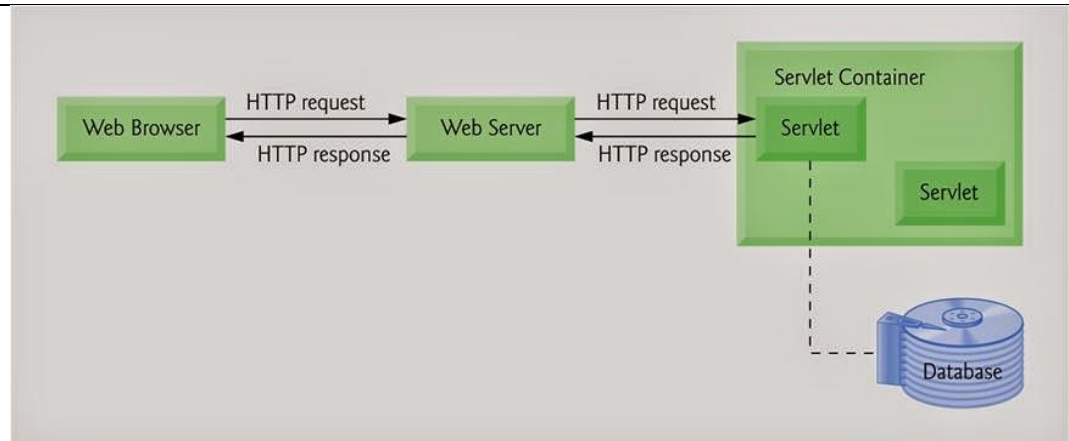 Servlet Container
HTTP request
HTTP request
Web Browser
Web Server
Servlet
HTTP response
HTTP response
Servlet
Database